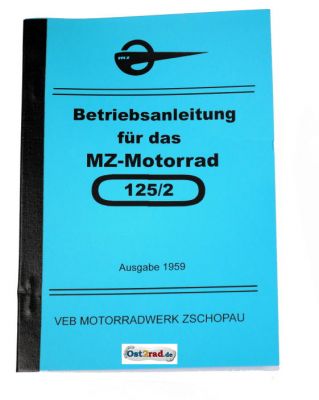 Betriebsanleitung
für das
MZ-Motorrad
125/2
Ausgabe 1959
VEB MOTORRADWERK ZSCHOPAU
Ost2rad.de